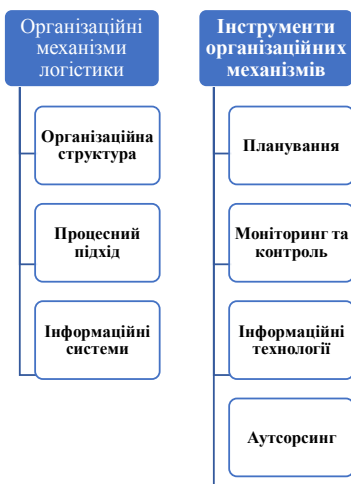 Організаційні
механізми
логістики
Організаційна
структура
Процесний
підхід
Інформаційні
системи
Інструменти
організаційних
механізмів
Планування
Моніторинг та
контроль
Інформаційні
технології
Аутсорсинг